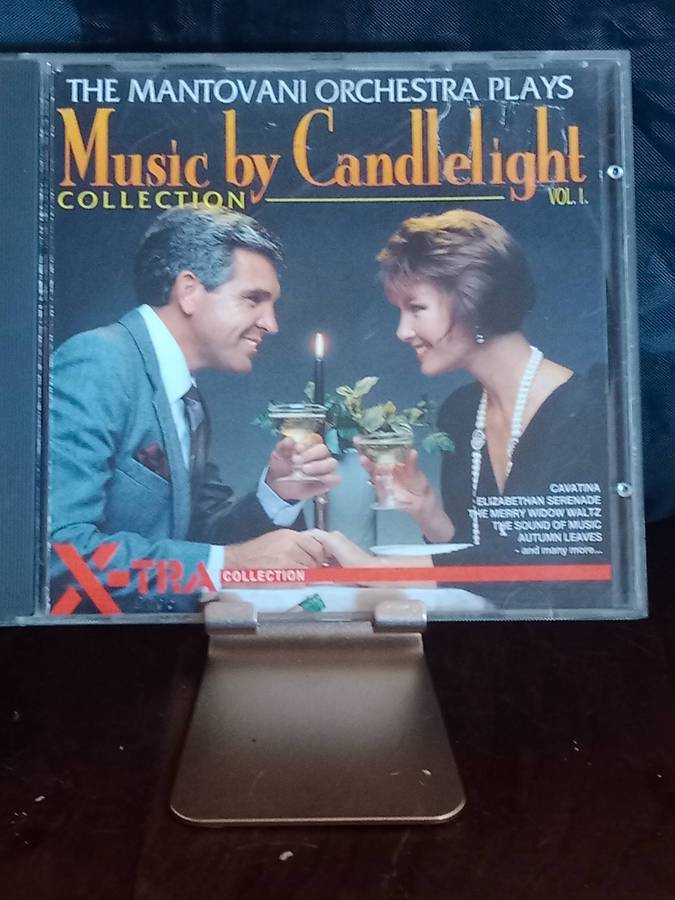 THE MANTOVANI ORCHESTRA PLAYS
Music by Candlelight
COLLECTION
VOL. I.
CAVATINA
ELIZABETHAN SERENADE
THE MERRY WIDOW WALTZ
THE SOUND OF MUSIC
AUTUMN LEAVES
- and many more...
X-TRA COLLECTION